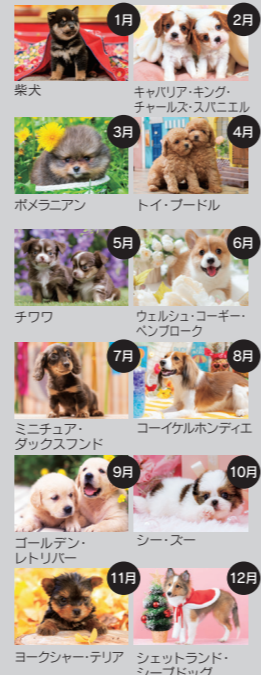 1月
2月
柴犬
キャバリア・キング・
チャールズ・スパニエル
3月
4月
ポメラニアン
トイ・プードル
5月
6月
チワワ
ウェルシュ・コーギー・
ペンブローク
7月
8月
ミニチュア・
ダックスフンド
コーイケルホンディエ
9月
10月
ゴールデン・
レトリバー
シー・ズー
11月
12月
ヨークシャー・テリア
シェットランド・
シープドッグ